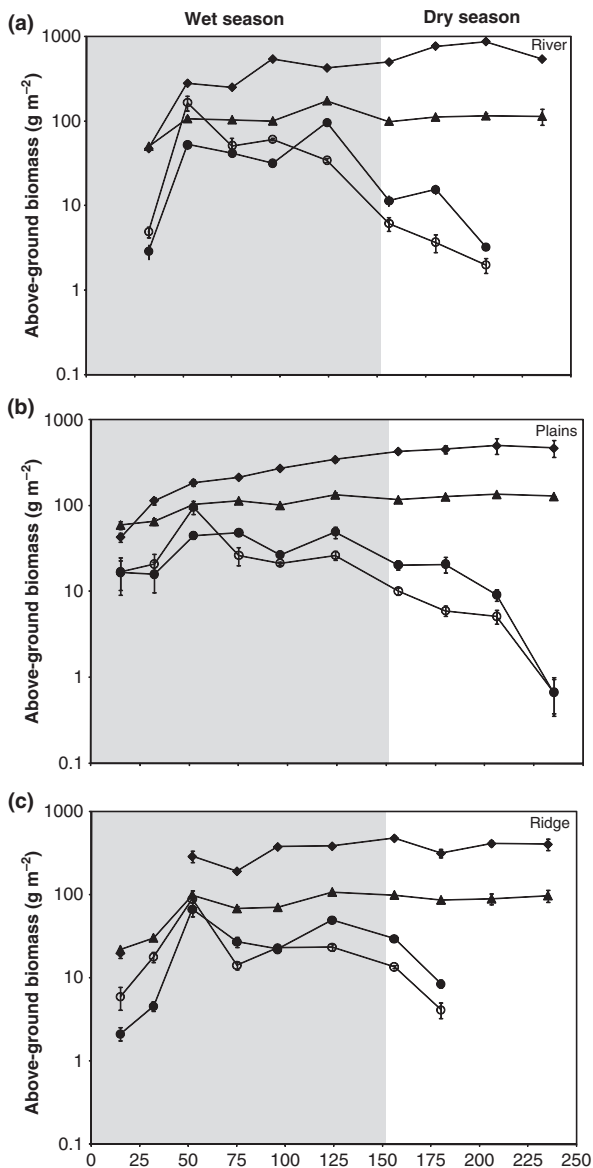 Wet season Dry season
(a)
River
1000
100
10
1
0.1
Above-ground biomass (g m⁻²)
(b)
Plains
1000
100
10
1
0.1
Above-ground biomass (g m⁻²)
(c)
Ridge
1000
100
10
1
0.1
Above-ground biomass (g m⁻²)
0 25 50 75 100 125 150 175 200 225 250